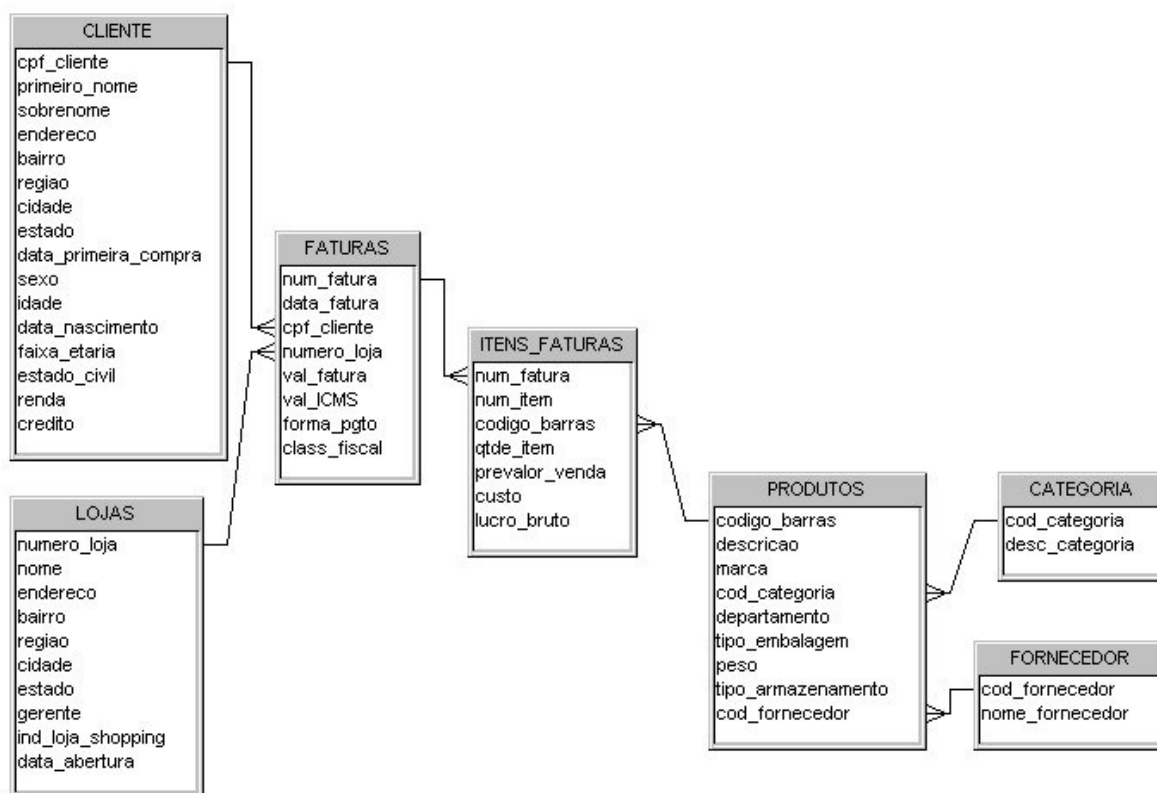 CLIENTE
cpf_cliente
primeiro_nome
sobrenome
endereco
bairro
regiao
cidade
estado
data_primeira_compra
sexo
idade
data_nascimento
faixa_etaria
estado_civil
renda
credito
LOJAS
numero_loja
nome
endereco
bairro
regiao
cidade
estado
gerente
ind_loja_shopping
data_abertura
FATURAS
num_fatura
data_fatura
cpf_cliente
numero_loja
val_fatura
val_ICMS
forma_pgto
class_fiscal
ITENS_FATURAS
num_fatura
num_item
codigo_barras
qtde_item
prevalor_venda
custo
lucro_bruto
PRODUTOS
codigo_barras
descricao
marca
cod_categoria
departamento
tipo_embalagem
peso
tipo_armazenamento
cod_fornecedor
CATEGORIA
cod_categoria
desc_categoria
FORNECEDOR
cod_fornecedor
nome_fornecedor